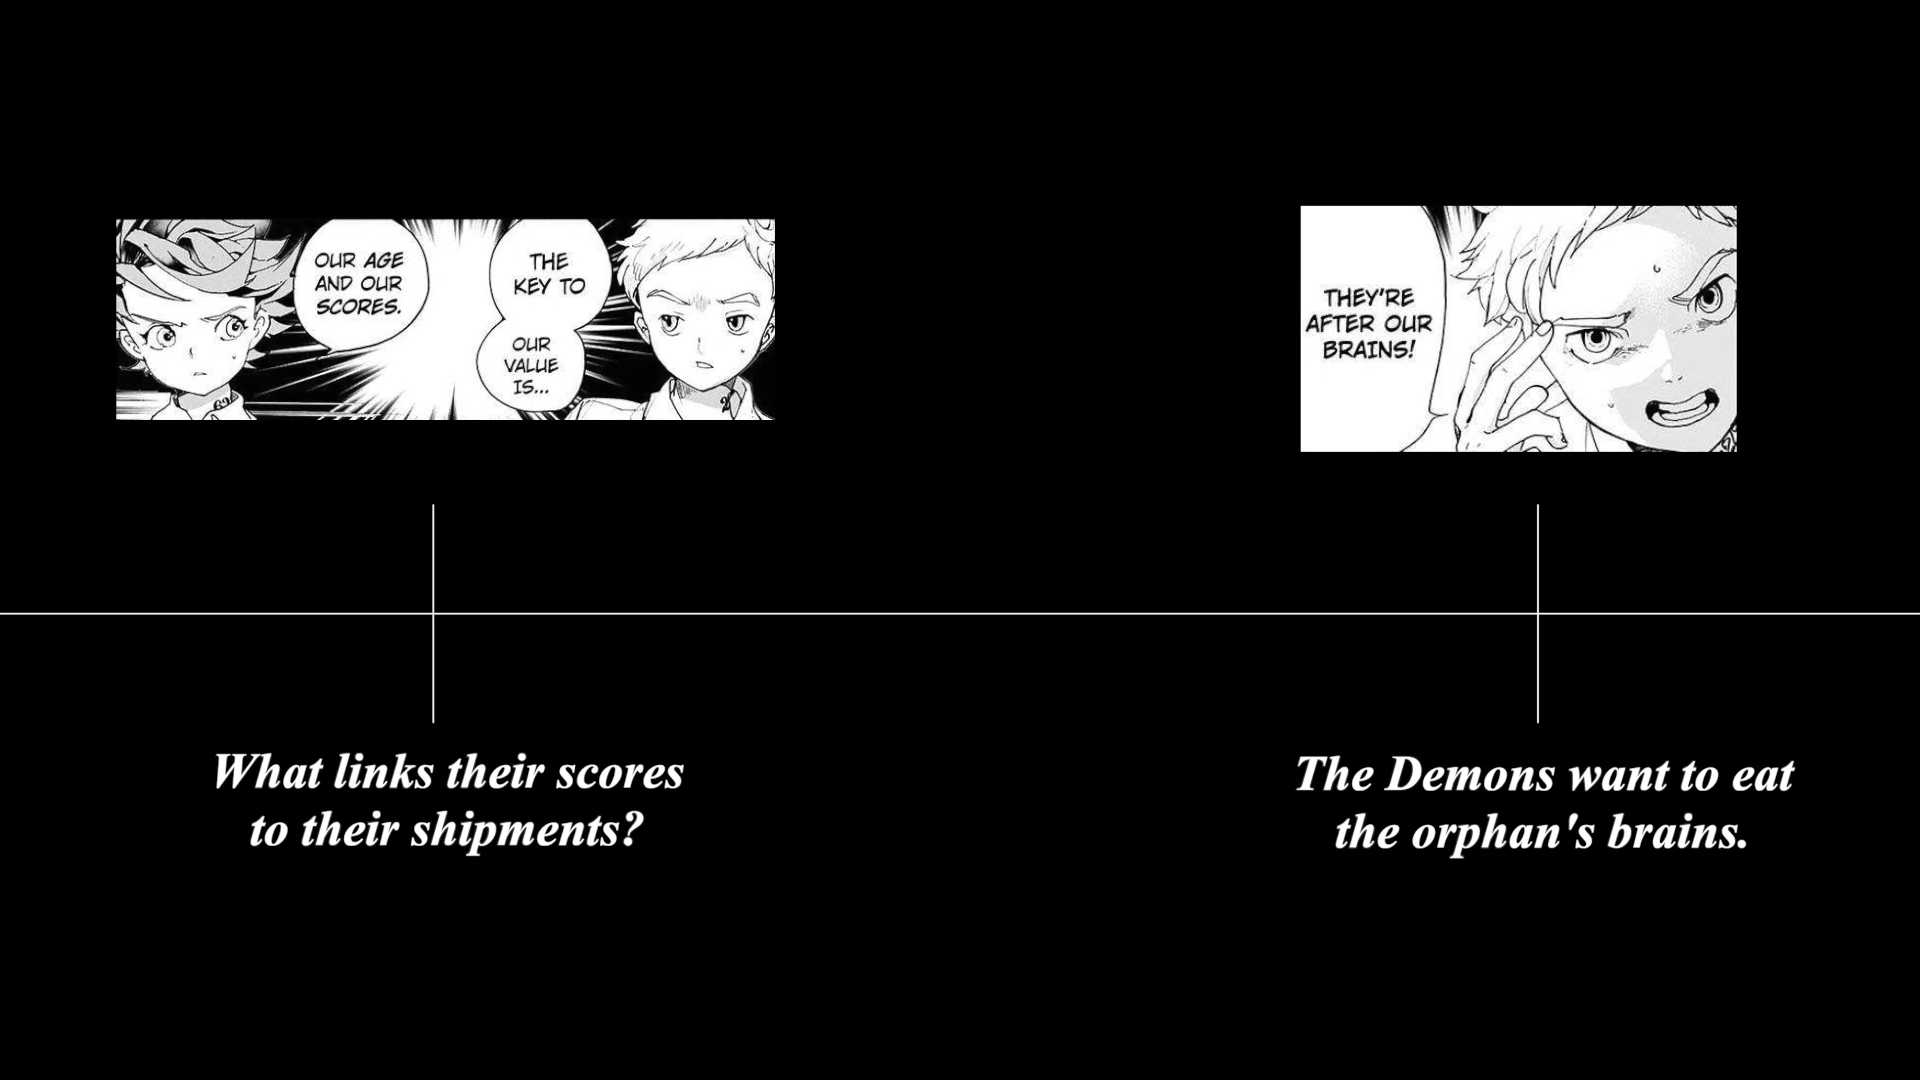 THE
KEY TO
OUR
VALUE
IS...
OUR AGE
AND OUR
SCORES.
THEY'RE
AFTER OUR
BRAINS!
What links their scores
to their shipments?
The Demons want to eat
the orphan's brains.